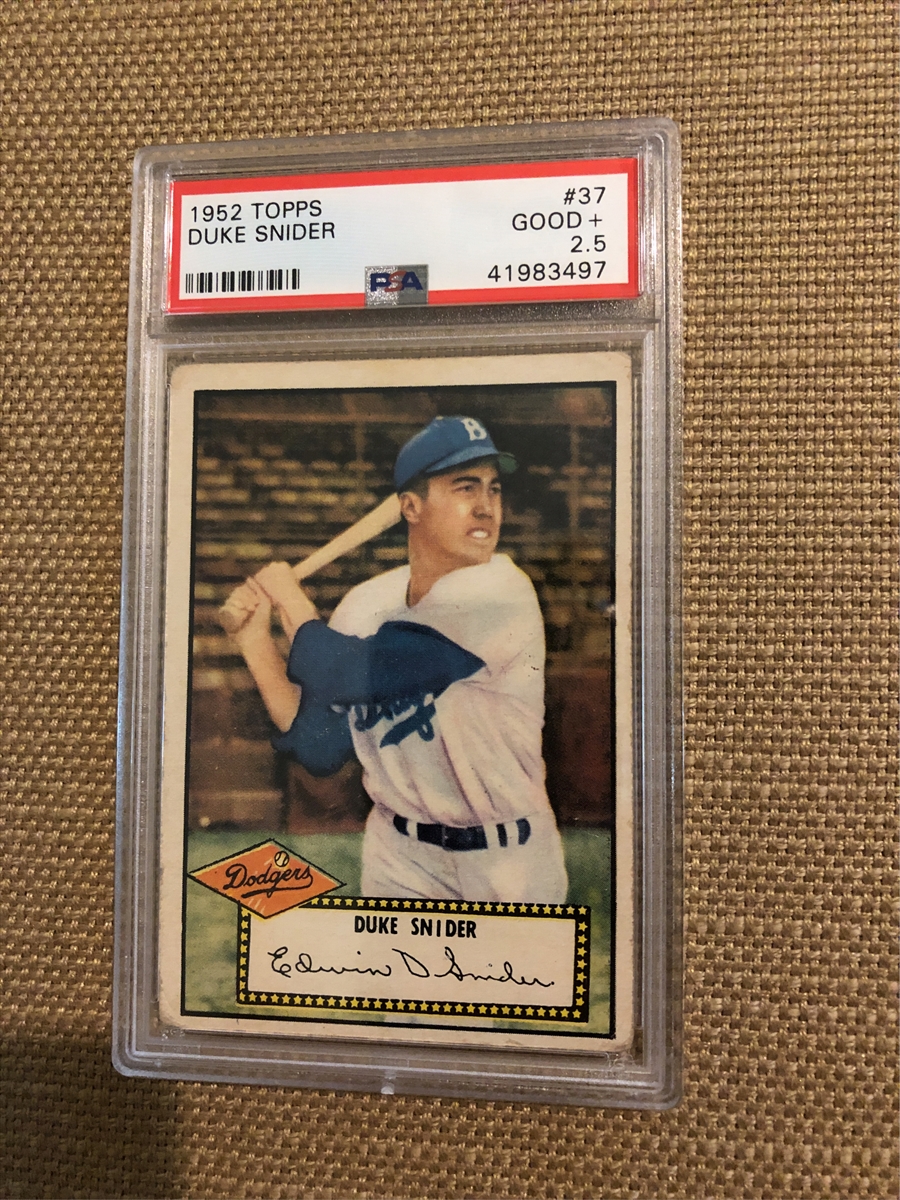 1952 TOPPS
DUKE SNIDER
#37
GOOD +
2.5
41983497
PSA
B
Dodgers
DUKE SNIDER
Edwin D Snider